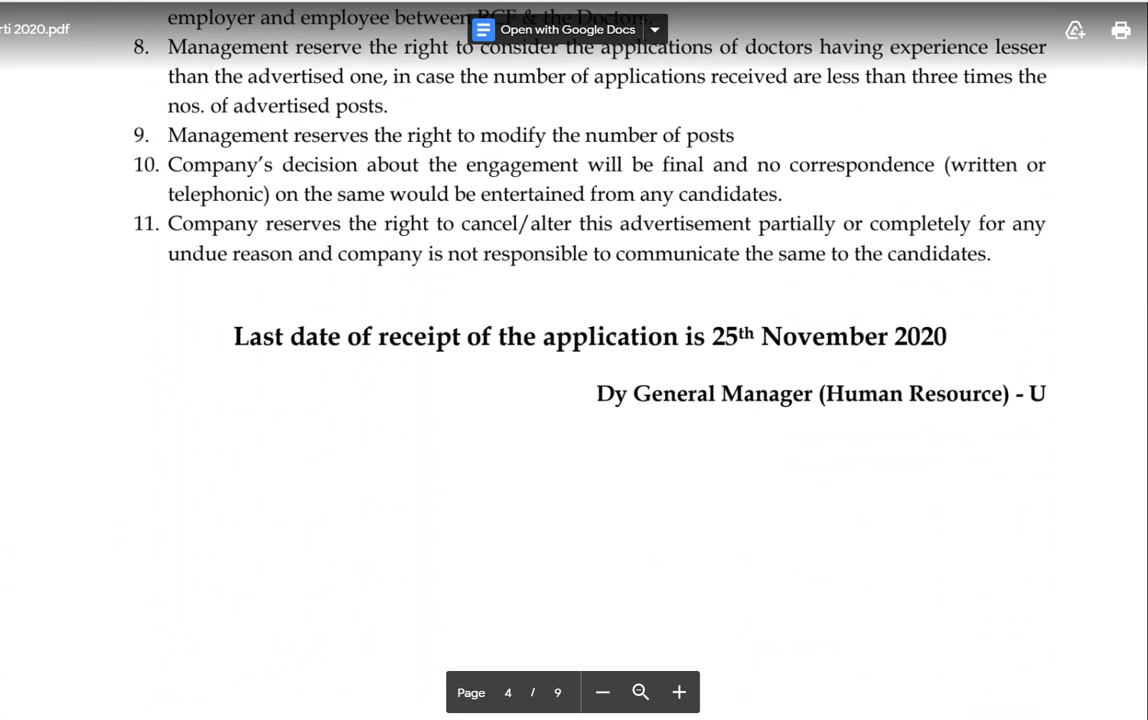 employer and employee between RCF & the Doctors.
rti 2020.pdf
Open with Google Docs
8. Management reserve the right to consider the applications of doctors having experience lesser
than the advertised one, in case the number of applications received are less than three times the
nos. of advertised posts.
9. Management reserves the right to modify the number of posts
10. Company's decision about the engagement will be final and no correspondence (written or
telephonic) on the same would be entertained from any candidates.
11. Company reserves the right to cancel/alter this advertisement partially or completely for any
undue reason and company is not responsible to communicate the same to the candidates.
Last date of receipt of the application is 25th November 2020
Dy General Manager (Human Resource) - U
Page 4 / 9